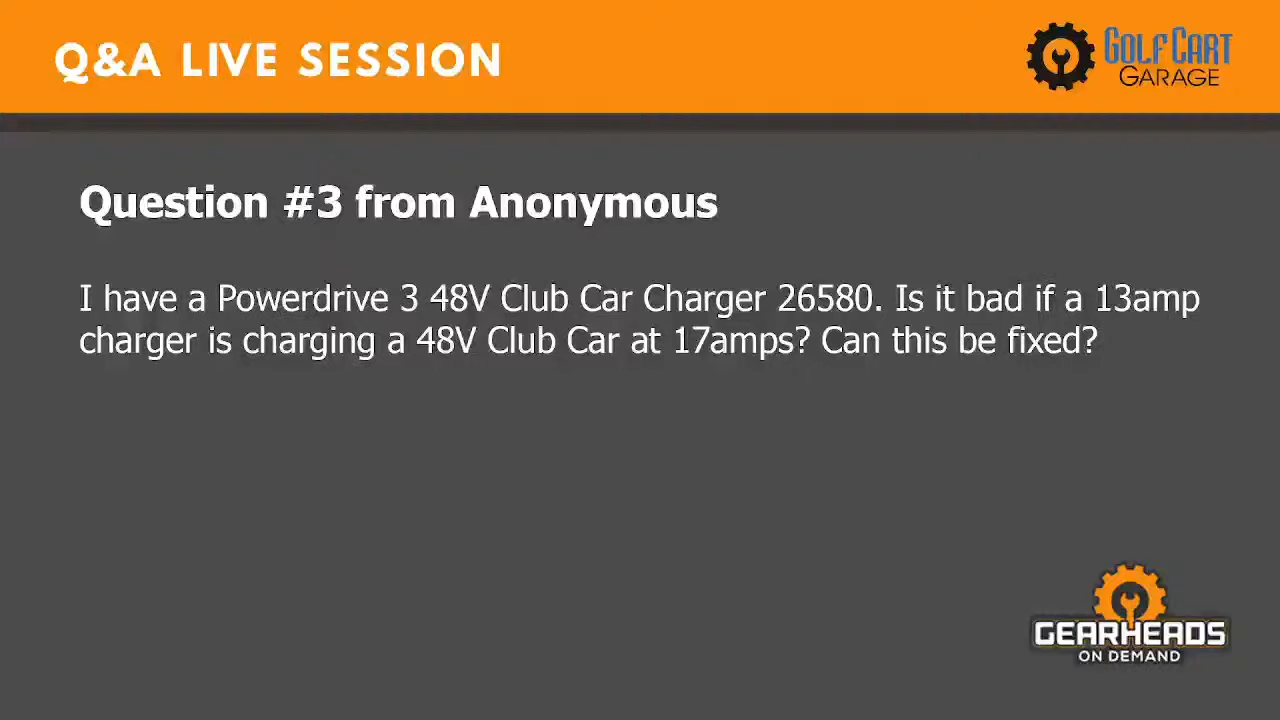 Q&A LIVE SESSION
GOLF CART
GARAGE
Question #3 from Anonymous
I have a Powerdrive 3 48V Club Car Charger 26580. Is it bad if a 13amp
charger is charging a 48V Club Car at 17amps? Can this be fixed?
GEARHEADS
ON DEMAND